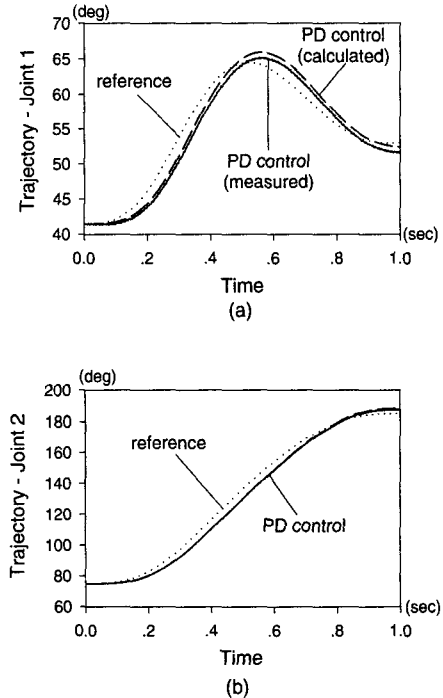 (deg)
70
65
60
55
50
45
40
Trajectory - Joint 1
reference
PD control
(calculated)
PD control
(measured)
0.0
0.2
.4
.6
.8
1.0
(sec)
Time
(a)
(deg)
200
180
160
140
120
100
80
60
Trajectory - Joint 2
reference
PD control
0.0
0.2
.4
.6
.8
1.0
(sec)
Time
(b)